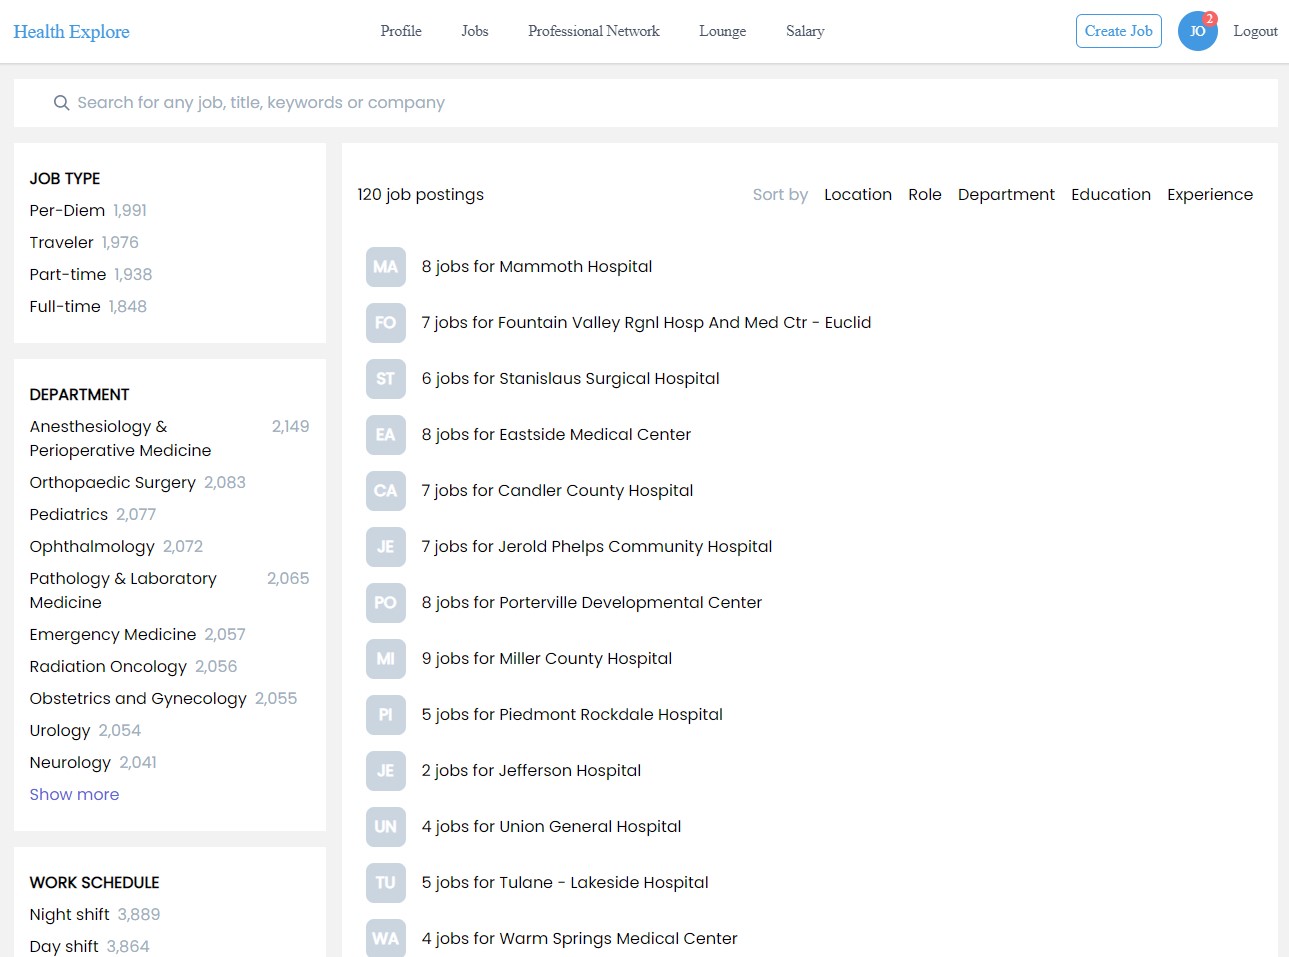 Health Explore
Profile Jobs Professional Network Lounge Salary
Create Job JO 2 Logout
Search for any job, title, keywords or company
JOB TYPE
Per-Diem 1,991
Traveler 1,976
Part-time 1,938
Full-time 1,848
DEPARTMENT
Anesthesiology & 2,149
Perioperative Medicine
Orthopaedic Surgery 2,083
Pediatrics 2,077
Ophthalmology 2,072
Pathology & Laboratory 2,065
Medicine
Emergency Medicine 2,057
Radiation Oncology 2,056
Obstetrics and Gynecology 2,055
Urology 2,054
Neurology 2,041
Show more
WORK SCHEDULE
Night shift 3,889
Day shift 3,864
120 job postings
Sort by Location Role Department Education Experience
MA 8 jobs for Mammoth Hospital
FO 7 jobs for Fountain Valley Rgnl Hosp And Med Ctr - Euclid
ST 6 jobs for Stanislaus Surgical Hospital
EA 8 jobs for Eastside Medical Center
CA 7 jobs for Candler County Hospital
JE 7 jobs for Jerold Phelps Community Hospital
PO 8 jobs for Porterville Developmental Center
MI 9 jobs for Miller County Hospital
PI 5 jobs for Piedmont Rockdale Hospital
JE 2 jobs for Jefferson Hospital
UN 4 jobs for Union General Hospital
TU 5 jobs for Tulane - Lakeside Hospital
WA 4 jobs for Warm Springs Medical Center